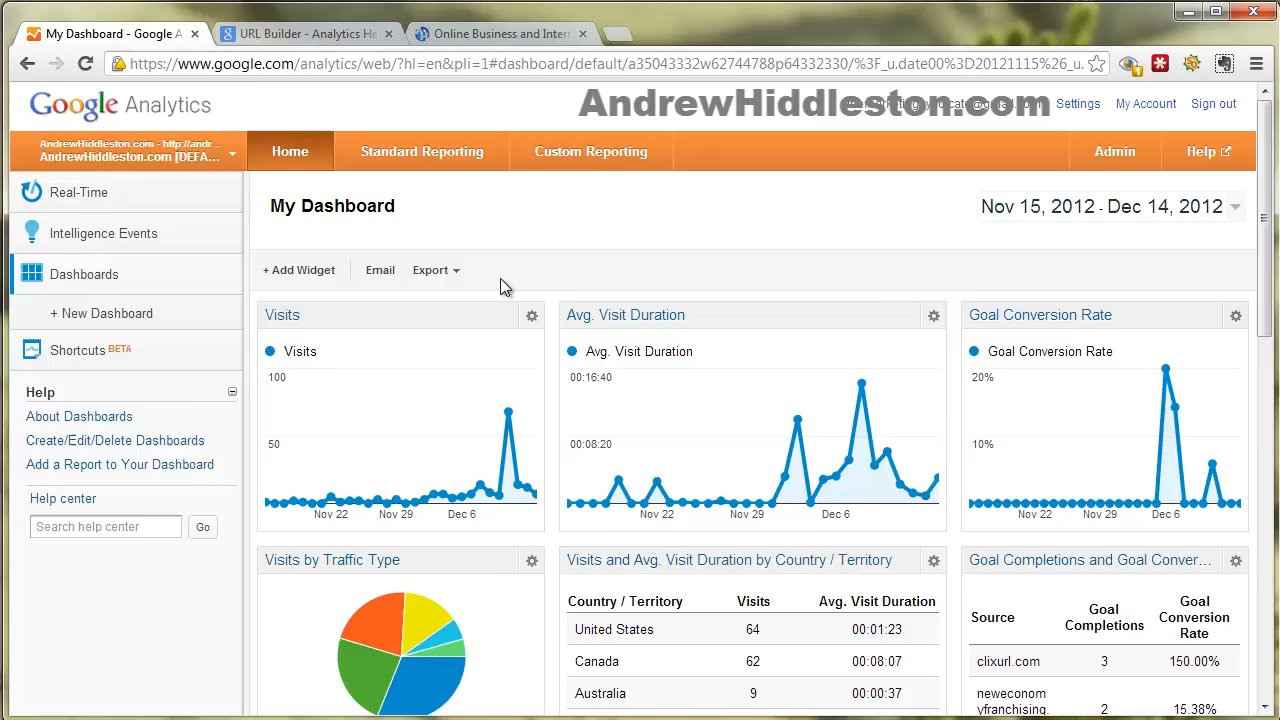 My Dashboard - Google A
URL Builder - Analytics He
Online Business and Intern
https://www.google.com/analytics/web/?hl=en&pli=1#dashboard/default/a35043332w62744788p64332330/%3F_u.date00%3D20121115%26_u.
Google Analytics
AndrewHiddleston.com
Settings
My Account
Sign out
AndrewHiddleston.com - http://andr...
AndrewHiddleston.com [DEFA...
Home
Standard Reporting
Custom Reporting
Admin
Help
Real-Time
Intelligence Events
Dashboards
+ New Dashboard
Shortcuts BETA
Help
About Dashboards
Create/Edit/Delete Dashboards
Add a Report to Your Dashboard
Help center
Search help center
Go
My Dashboard
Nov 15, 2012 - Dec 14, 2012
+ Add Widget
Email
Export
Visits
Visits
100
50
Nov 22
Nov 29
Dec 6
Avg. Visit Duration
Avg. Visit Duration
00:16:40
00:08:20
Nov 22
Nov 29
Dec 6
Goal Conversion Rate
Goal Conversion Rate
20%
10%
Nov 22
Nov 29
Dec 6
Visits by Traffic Type
Visits and Avg. Visit Duration by Country / Territory
Country / Territory Visits Avg. Visit Duration
United States 64 00:01:23
Canada 62 00:08:07
Australia 9 00:00:37
Goal Completions and Goal Conver...
Source
Goal
Completions
Goal
Conversion
Rate
clixurl.com 3 150.00%
neweconom
yfranchising. 2 15.38%